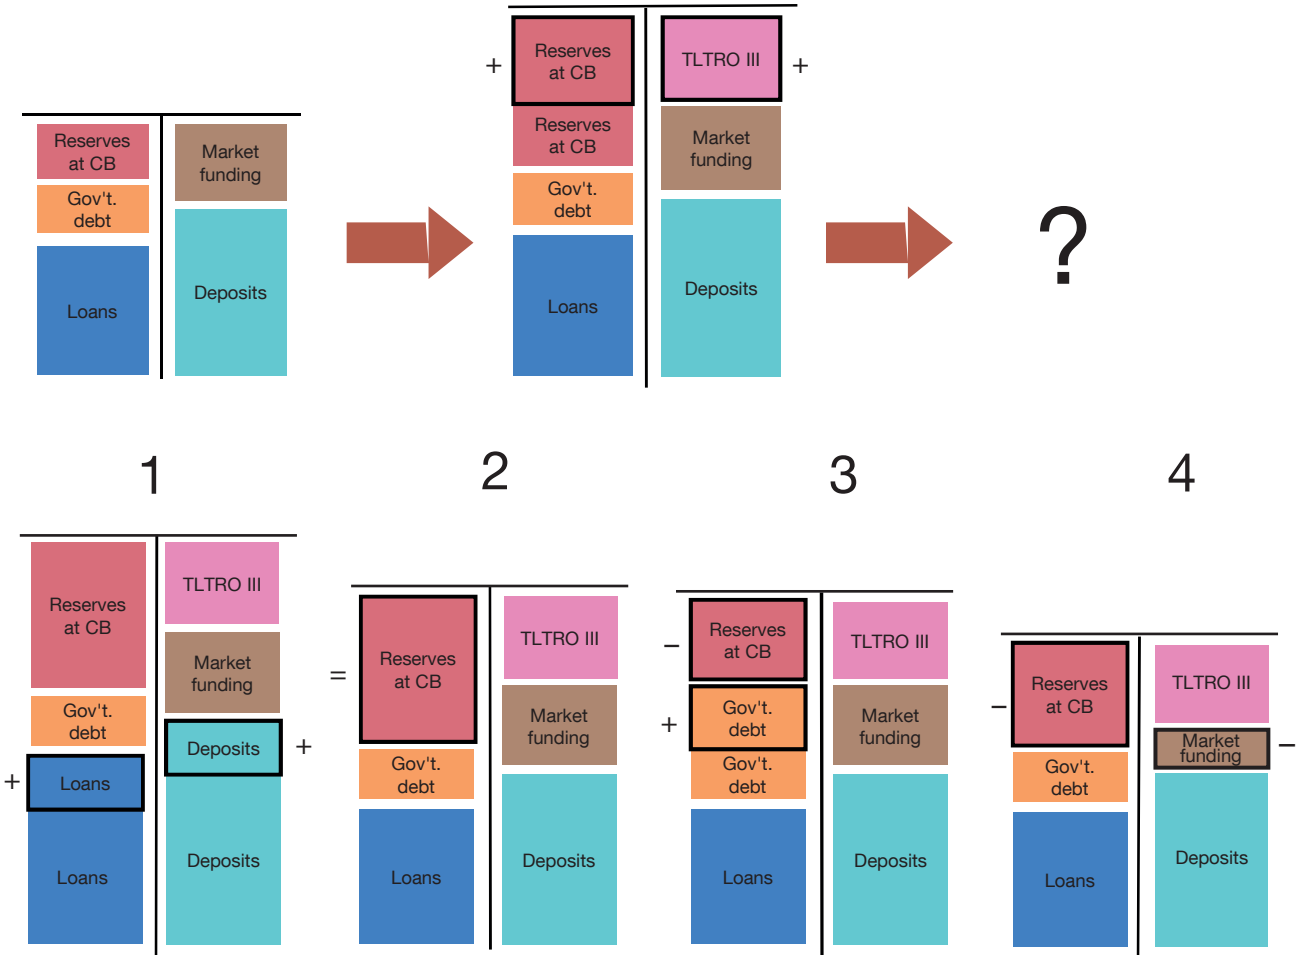 Reserves
at CB
Gov't.
debt
Loans
Market
funding
Deposits
+
Reserves
at CB
Reserves
at CB
Gov't.
debt
Loans
TLTRO III
+
Market
funding
Deposits
?
1
2
3
4
Reserves
at CB
Gov't.
debt
+
Loans
Loans
TLTRO III
Market
funding
Deposits
+
Deposits
=
Reserves
at CB
Gov't.
debt
Loans
TLTRO III
Market
funding
Deposits
−
Reserves
at CB
+
Gov't.
debt
Gov't.
debt
Loans
TLTRO III
Market
funding
Deposits
−
Reserves
at CB
Gov't.
debt
Loans
TLTRO III
Market
funding
−
Deposits